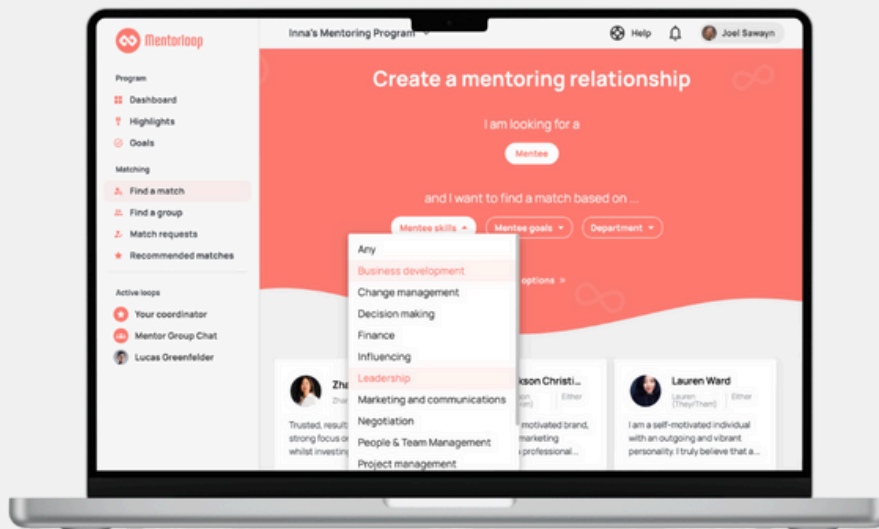 Mentorloop
Inna's Mentoring Program
Help
Joel Sawayn
Program
Dashboard
Highlights
Goals
Matching
Find a match
Find a group
Match requests
Recommended matches
Active loops
Your coordinator
Mentor Group Chat
Lucas Greenfelder
Create a mentoring relationship
I am looking for a
Mentee
and I want to find a match based on ...
Mentee skills
Mentee goals
Department
options >
Any
Business development
Change management
Decision making
Finance
Influencing
Leadership
Marketing and communications
Negotiation
People & Team Management
Project management
Zha
Trusted, result
strong focus o
whilst investing
kson Christi...
motivated brand,
marketing
professional...
Lauren Ward
Lauren
(They/Them)
Either
I am a self-motivated individual
with an outgoing and vibrant
personality. I truly believe that a...
Either